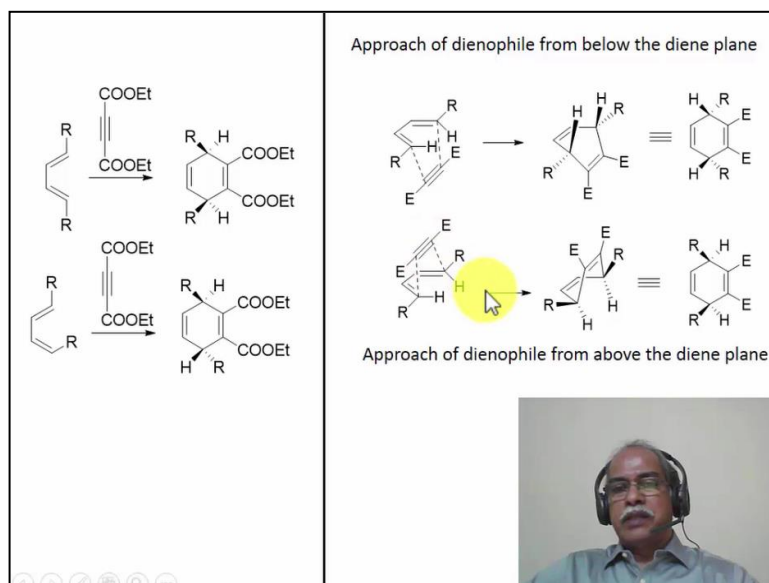 COOEt
R
R
COOEt
R
H
COOEt
COOEt
R
H
COOEt
R
COOEt
R
H
COOEt
COOEt
H
R
Approach of dienophile from below the diene plane
R
H
H
R
E
E
H
H
R
R
E
E
H
R
E
E
H
R
E
E
R
H
H
R
E
E
R
R
H
H
R
H
E
E
R
H
Approach of dienophile from above the diene plane